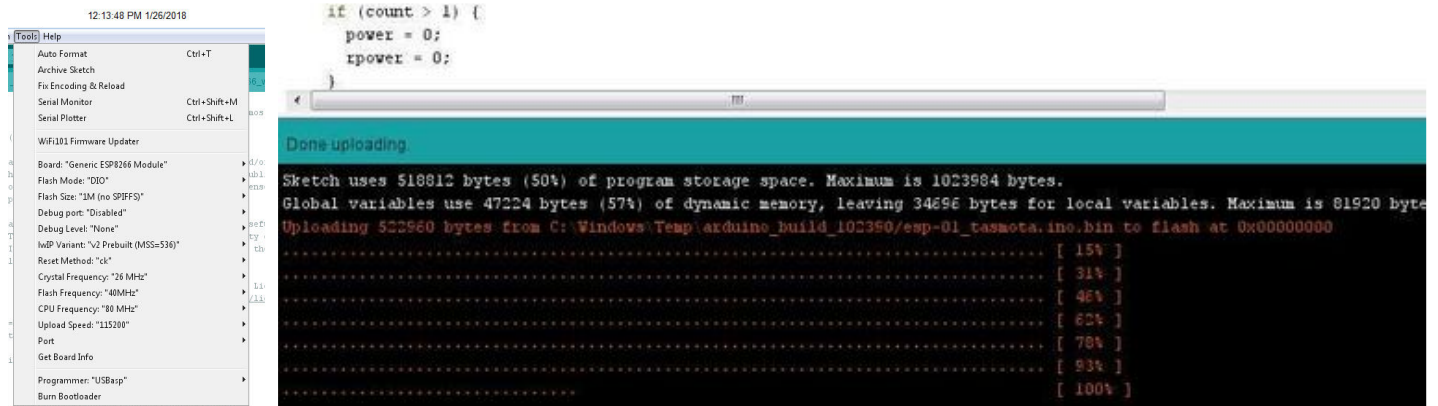 12:13:48 PM 1/26/2018
Tools Help
Auto Format Ctrl+T
Archive Sketch
Fix Encoding & Reload
Serial Monitor Ctrl+Shift+M
Serial Plotter Ctrl+Shift+L
WiFi101 Firmware Updater
Board: "Generic ESP8266 Module"
Flash Mode: "DIO"
Flash Size: "1M (no SPIFFS)"
Debug port: "Disabled"
Debug Level: "None"
lwIP Variant: "v2 Prebuilt (MSS=536)"
Reset Method: "ck"
Crystal Frequency: "26 MHz"
Flash Frequency: "40MHz"
CPU Frequency: "80 MHz"
Upload Speed: "115200"
Port
Get Board Info
Programmer: "USBasp"
Burn Bootloader
if (count > 1) {
power = 0;
rpower = 0;
}
Done uploading.
Sketch uses 518812 bytes (50%) of program storage space. Maximum is 1023984 bytes.
Global variables use 47224 bytes (57%) of dynamic memory, leaving 34696 bytes for local variables. Maximum is 81920 byte
Uploading 522960 bytes from C:\Windows\Temp\arduino_build_102390/esp-01_tasmota.ino.bin to flash at 0x00000000
................................................................................ [ 15% ]
................................................................................ [ 31% ]
................................................................................ [ 46% ]
................................................................................ [ 62% ]
................................................................................ [ 78% ]
................................................................................ [ 93% ]
............................... [ 100% ]